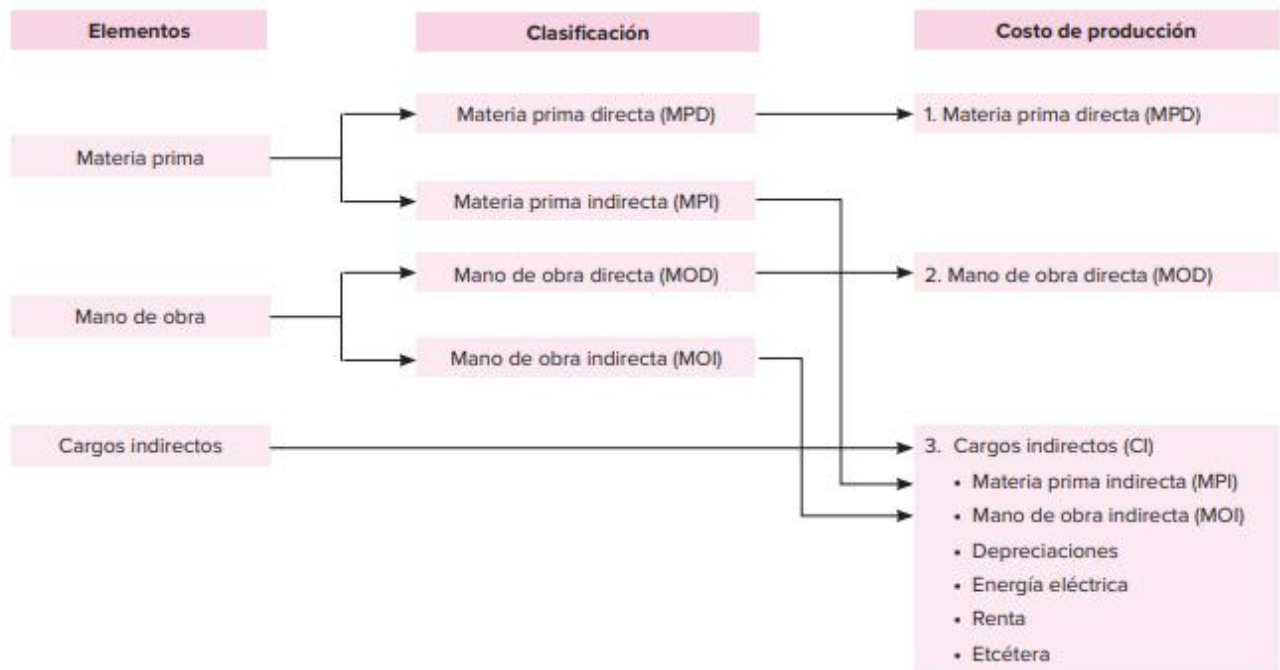 Elementos
Clasificación
Costo de producción
Materia prima directa (MPD)
1. Materia prima directa (MPD)
Materia prima
Materia prima indirecta (MPI)
Mano de obra directa (MOD)
2. Mano de obra directa (MOD)
Mano de obra
Mano de obra indirecta (MOI)
Cargos indirectos
3. Cargos indirectos (CI)
• Materia prima indirecta (MPI)
• Mano de obra indirecta (MOI)
• Depreciaciones
• Energía eléctrica
• Renta
• Etcétera